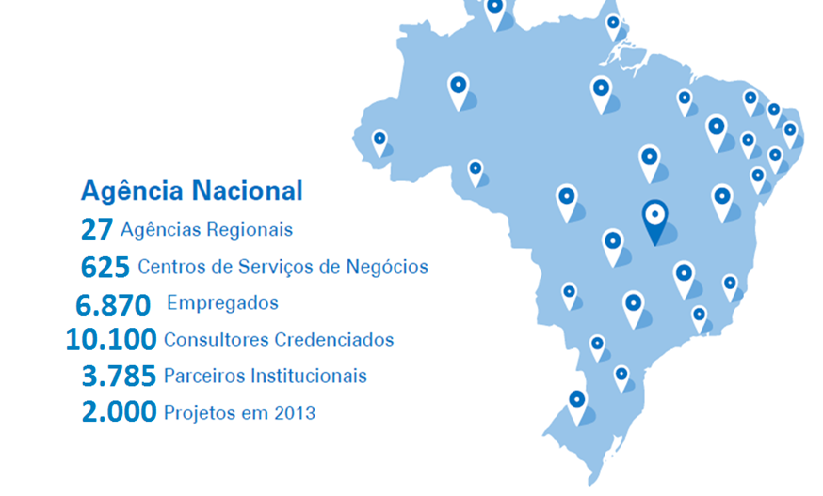 Agência Nacional
27 Agências Regionais
625 Centros de Serviços de Negócios
6.870 Empregados
10.100 Consultores Credenciados
3.785 Parceiros Institucionais
2.000 Projetos em 2013